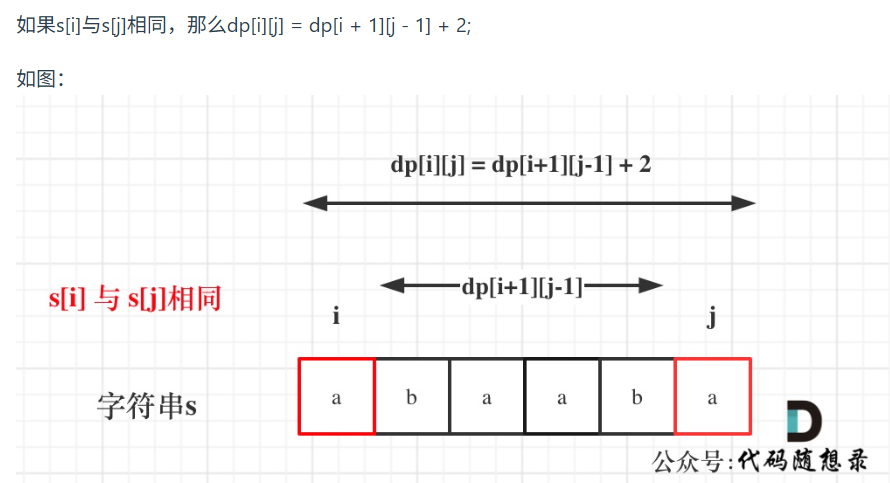 如果s[i]与s[j]相同，那么dp[i][j] = dp[i + 1][j - 1] + 2;
如图：
dp[i][j] = dp[i+1][j-1] + 2
s[i] 与 s[j]相同
dp[i+1][j-1]
i
j
字符串s
a b a a b a
公众号:代码随想录